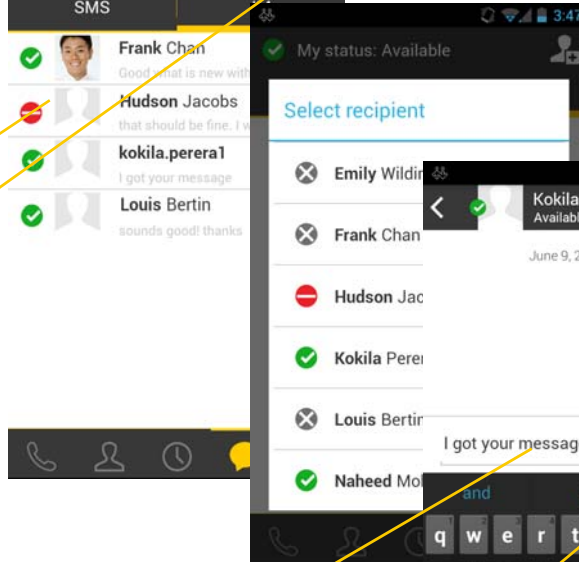 SMS
Frank Chan
Good what is new with
Hudson Jacobs
that should be fine. I w
kokila.perera1
I got your message
Louis Bertin
sounds good! thanks
3:47
My status: Available
Select recipient
Emily Wildin
Frank Chan
Hudson Jac
Kokila Perer
Louis Bertin
Naheed Mo
Kokila
Availabl
June 9, 2
I got your messag
and
q w e r t